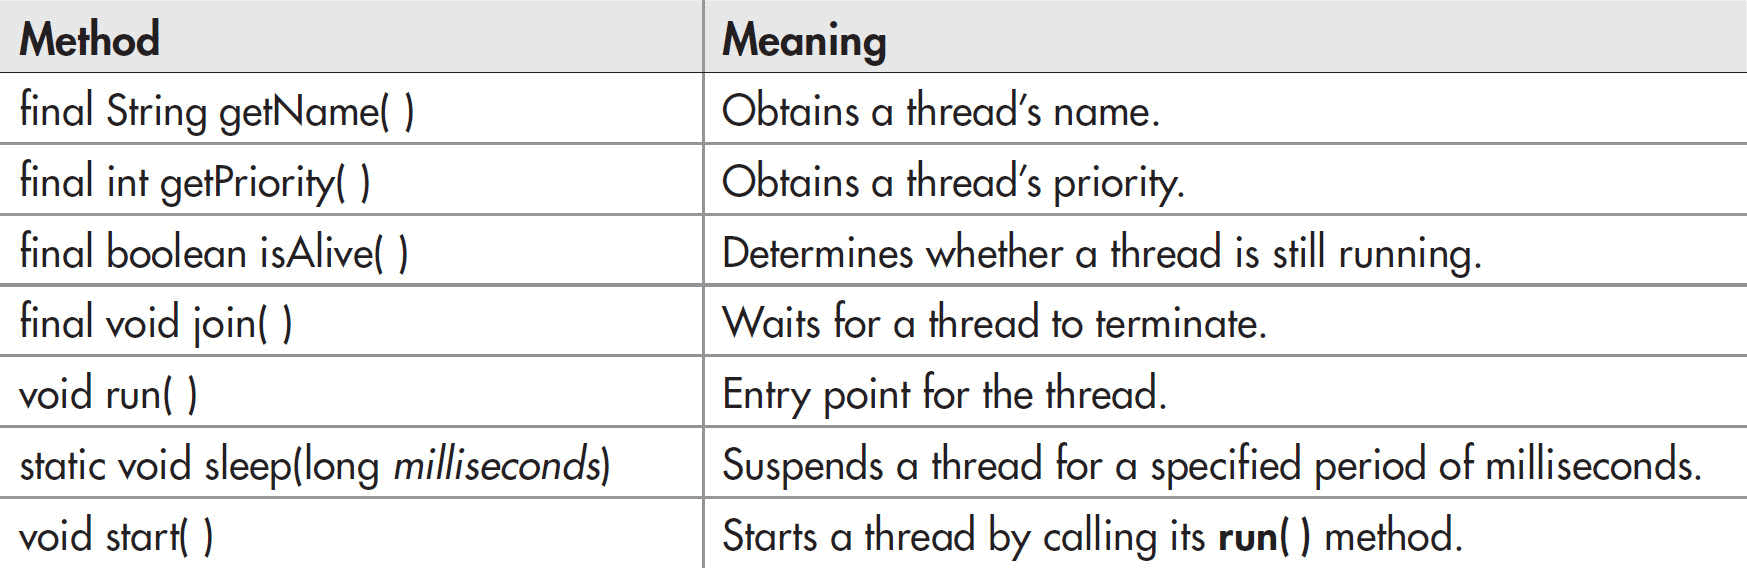 Method Meaning
final String getName( ) Obtains a thread’s name.
final int getPriority( ) Obtains a thread’s priority.
final boolean isAlive( ) Determines whether a thread is still running.
final void join( ) Waits for a thread to terminate.
void run( ) Entry point for the thread.
static void sleep(long milliseconds) Suspends a thread for a specified period of milliseconds.
void start( ) Starts a thread by calling its run( ) method.